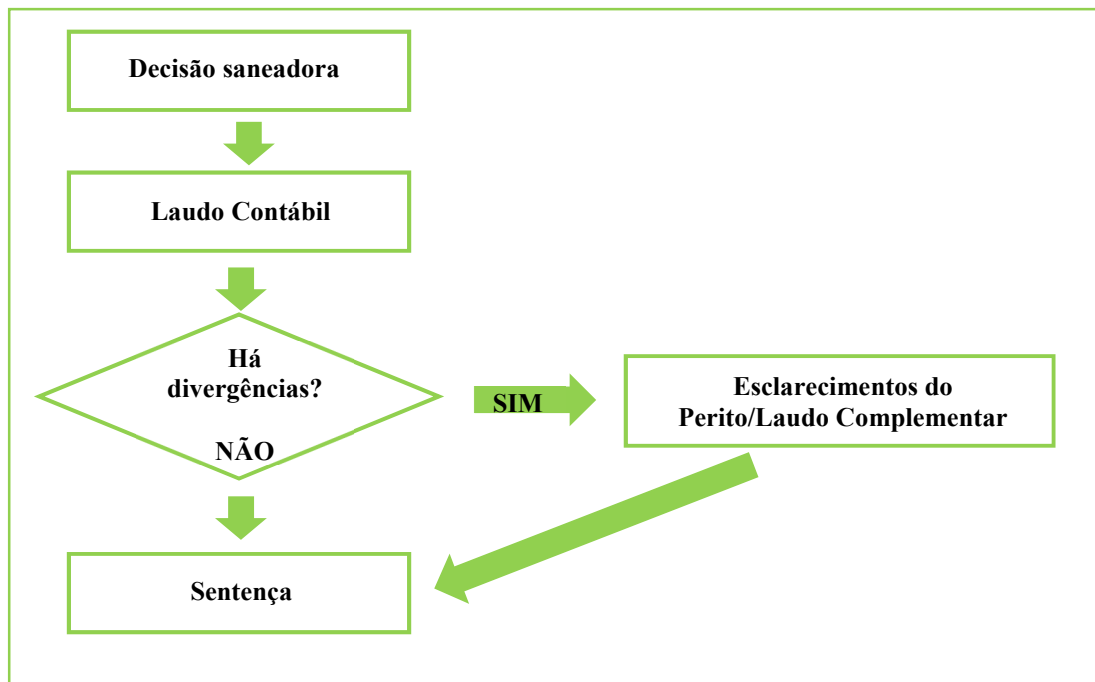 Decisão saneadora
Laudo Contábil
Há
divergências?
NÃO
SIM
Esclarecimentos do
Perito/Laudo Complementar
Sentença